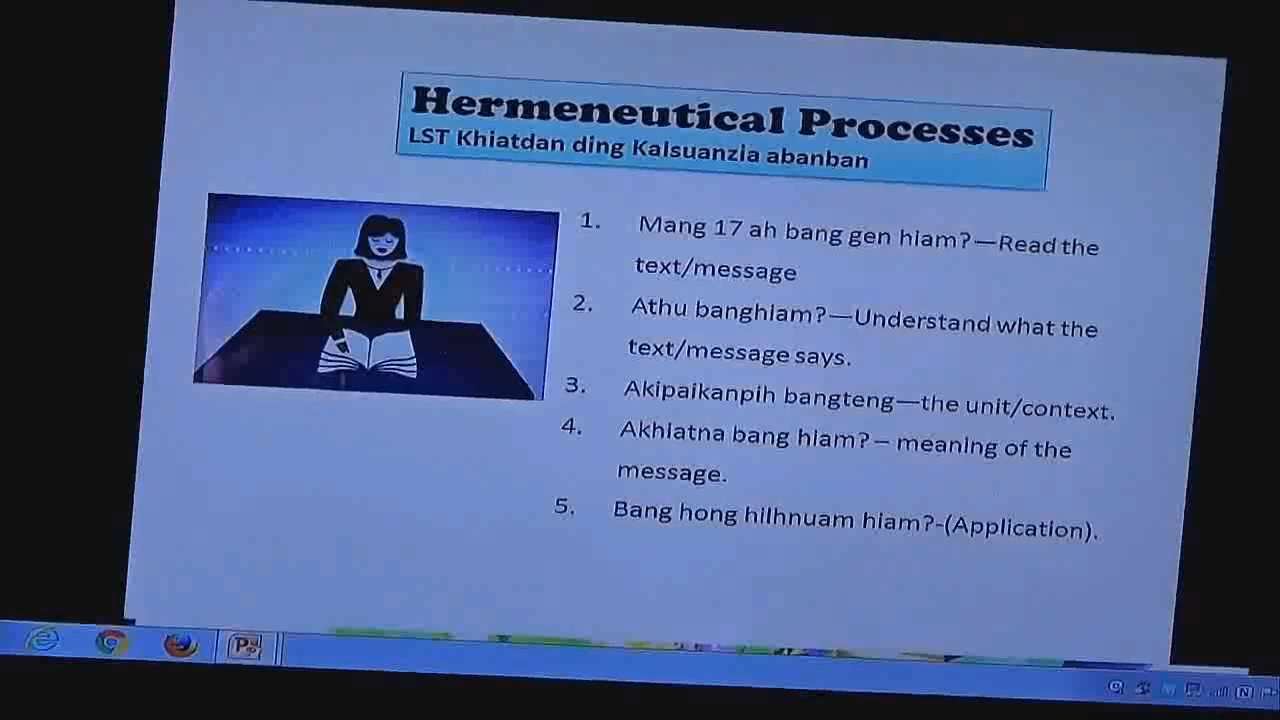 Hermeneutical Processes
LST Khiatdan ding Kalsuanzia abanban
1. Mang 17 ah bang gen hiam?—Read the
text/message
2. Athu banghiam?—Understand what the
text/message says.
3. Akipaikanpih bangteng—the unit/context.
4. Akhiatna bang hiam? – meaning of the
message.
5. Bang hong hilhnuam hiam?-(Application).